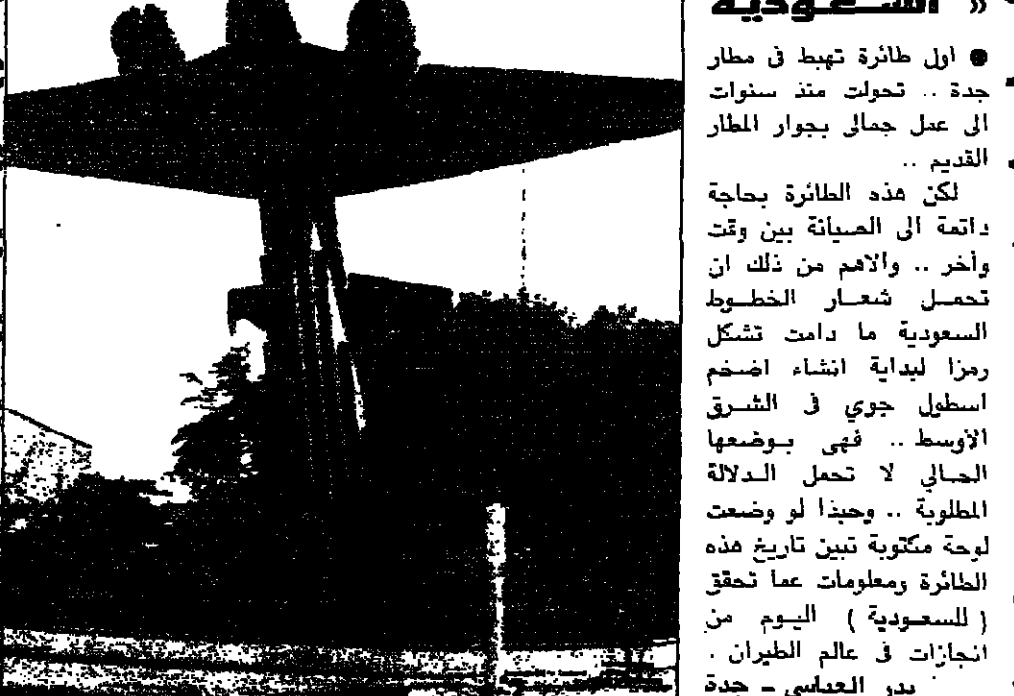 « السعودية
● اول طائرة تهبط فى مطار
جدة .. تحولت منذ سنوات
الى عمل جمالى بجوار المطار
القديم ..
لكن هذه الطائرة بحاجة
دائمة الى الصيانة بين وقت
وأخر .. والاهم من ذلك ان
تحمل شعار الخطوط
السعودية ما دامت تشكل
رمزا لبداية انشاء اضخم
اسطول جوي فى الشرق
الأوسط .. فهى بوضعها
الحالي لا تحمل الدلالة
المطلوبة .. وحبذا لو وضعت
لوحة مكتوبة تبين تاريخ هذه
الطائرة ومعلومات عما تحقق
( للسعودية ) اليوم من
انجازات فى عالم الطيران .
بدر العباسي - جدة